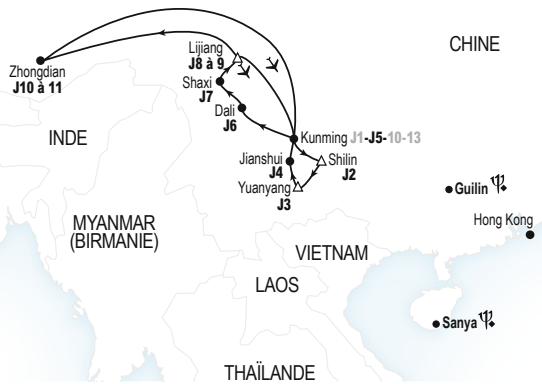 CHINE
Lijiang
J8 à 9
Zhongdian
J10 à 11
Shaxi
J7
Dali
J6
INDE
Kunming J1-J5-10-13
Jianshui
J4
Shilin
J2
Yuanyang
J3
Guilin
MYANMAR
(BIRMANIE)
Hong Kong
VIETNAM
LAOS
Sanya
THAÏLANDE